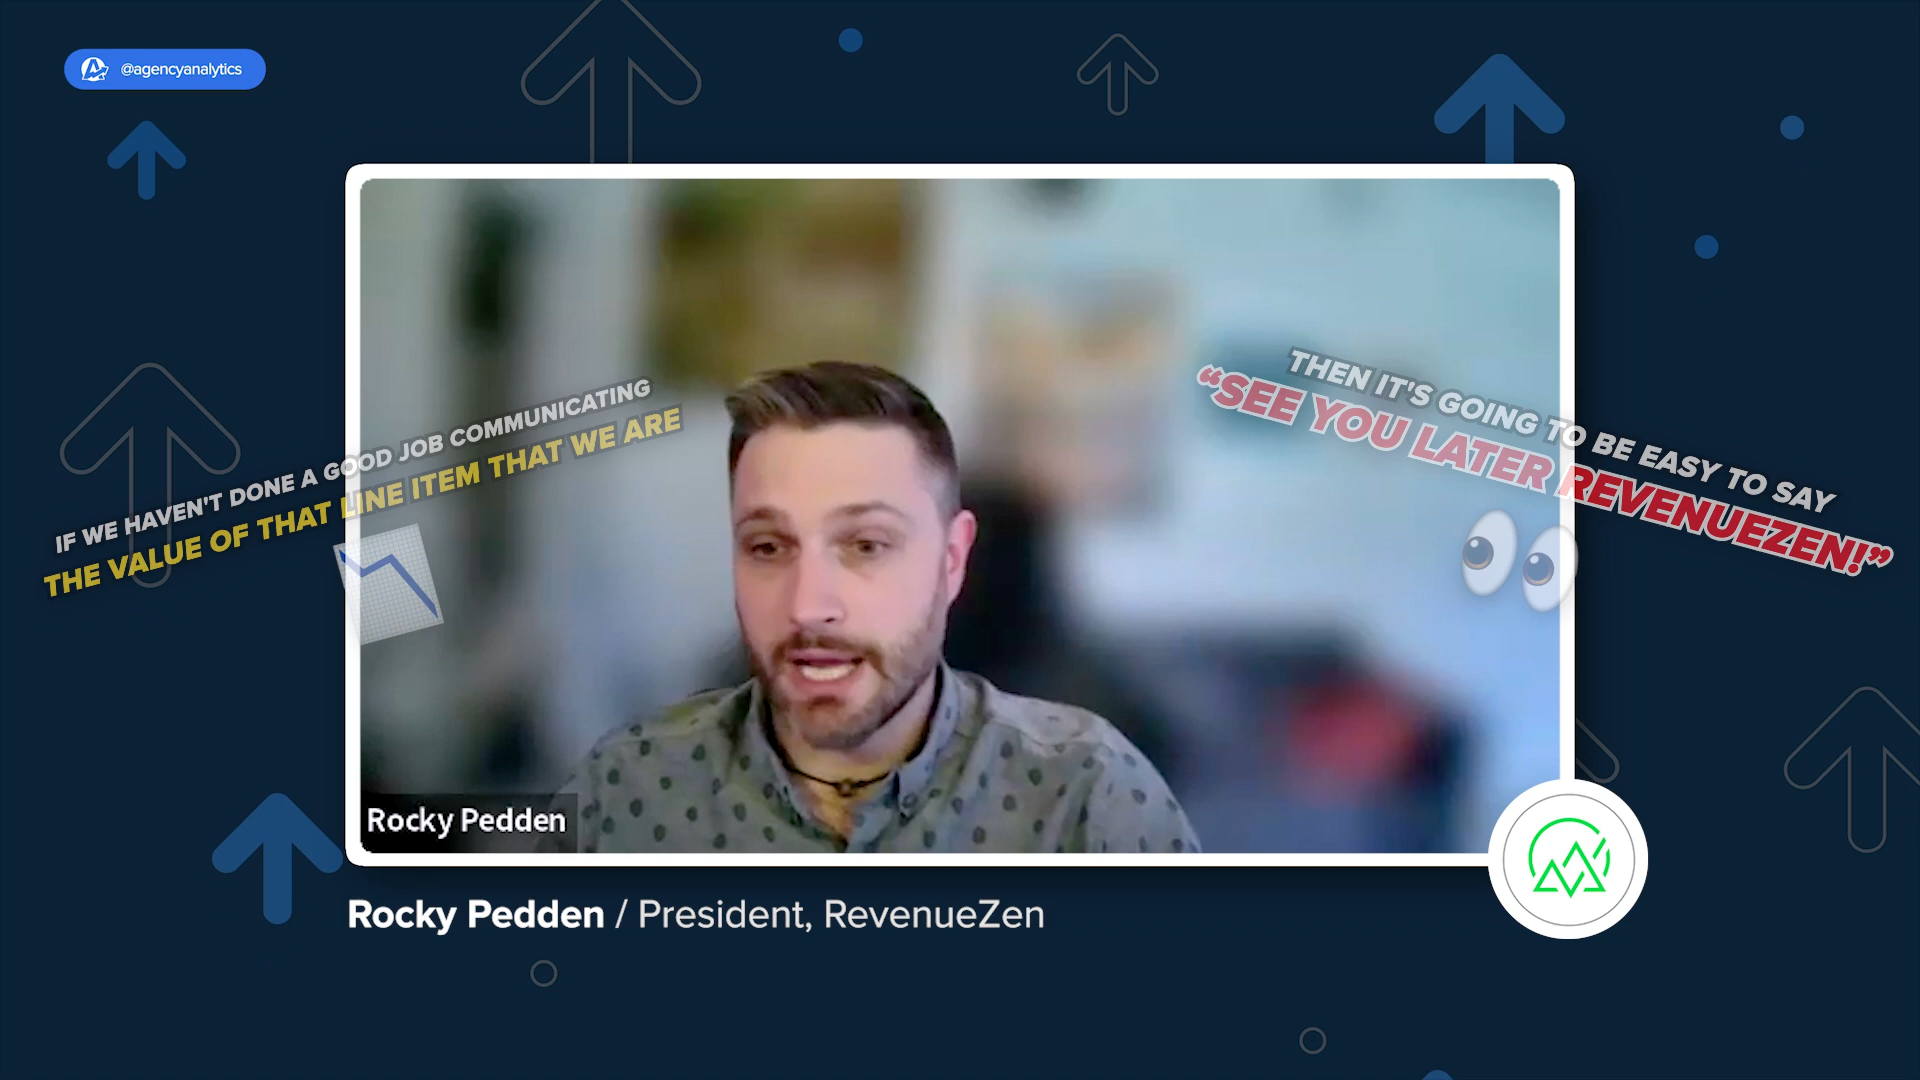 @agencyanalytics
IF WE HAVEN'T DONE A GOOD JOB COMMUNICATING
THE VALUE OF THAT LINE ITEM THAT WE ARE
THEN IT'S GOING TO BE EASY TO SAY
“SEE YOU LATER REVENUEZEN!”
Rocky Pedden
Rocky Pedden / President, RevenueZen